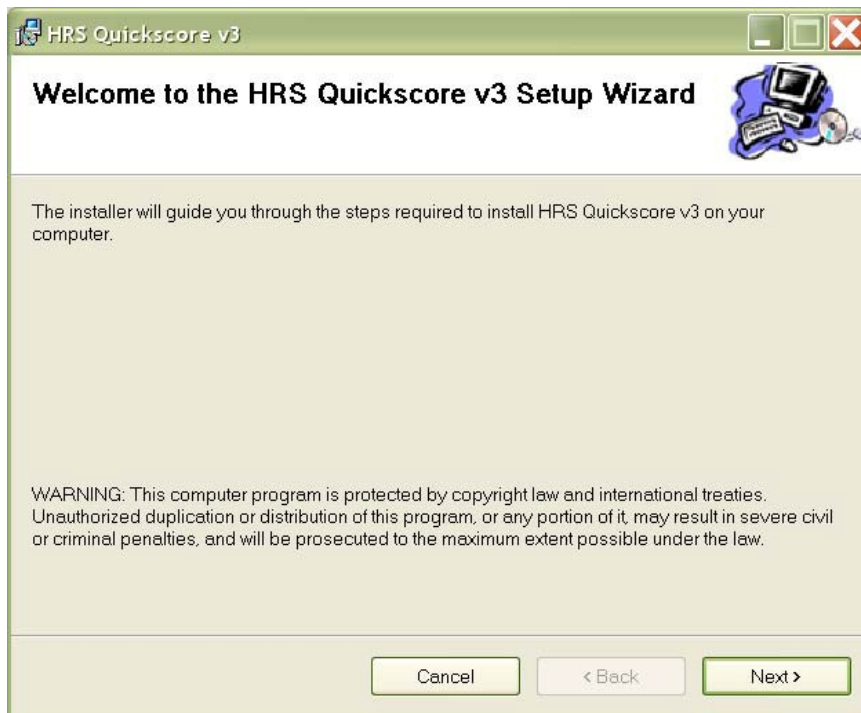 HRS Quickscore v3
Welcome to the HRS Quickscore v3 Setup Wizard
The installer will guide you through the steps required to install HRS Quickscore v3 on your
computer.
WARNING: This computer program is protected by copyright law and international treaties.
Unauthorized duplication or distribution of this program, or any portion of it, may result in severe civil
or criminal penalties, and will be prosecuted to the maximum extent possible under the law.
Cancel < Back Next >